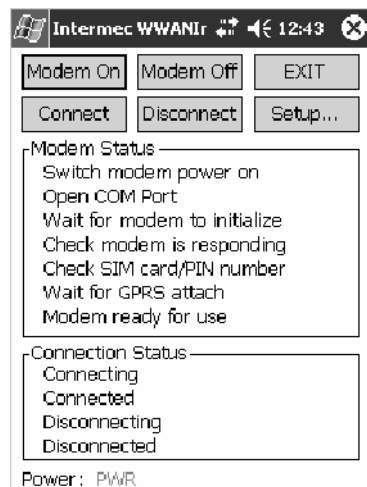 Intermec WWANIr 12:43
Modem On Modem Off EXIT
Connect Disconnect Setup...
Modem Status
Switch modem power on
Open COM Port
Wait for modem to initialize
Check modem is responding
Check SIM card/PIN number
Wait for GPRS attach
Modem ready for use
Connection Status
Connecting
Connected
Disconnecting
Disconnected
Power: PWR